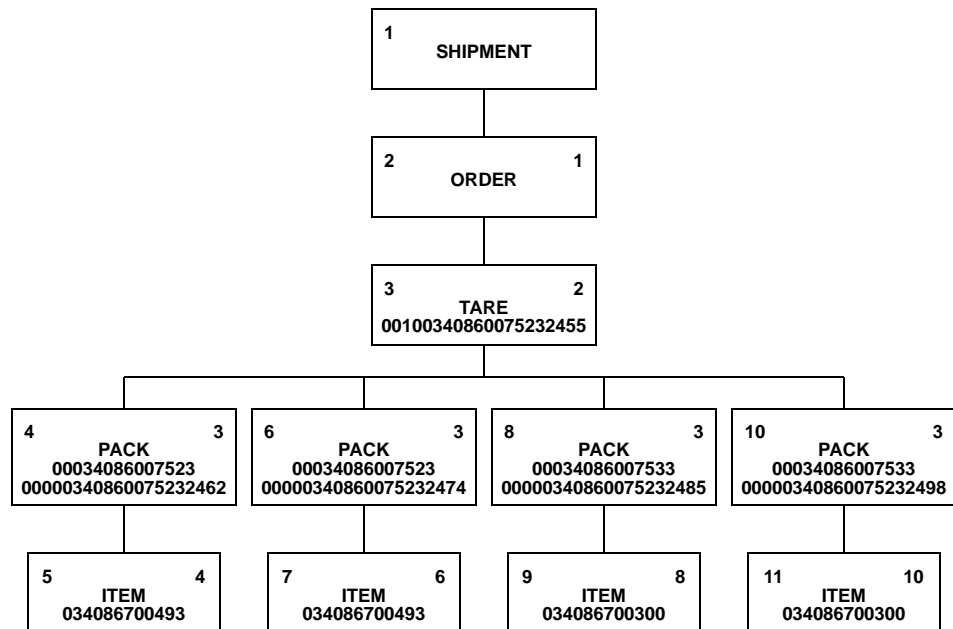 1
SHIPMENT
2 1
ORDER
3 2
TARE
00100340860075232455
4 3
PACK
00034086007523
00000340860075232462
6 3
PACK
00034086007523
00000340860075232474
8 3
PACK
00034086007533
00000340860075232485
10 3
PACK
00034086007533
00000340860075232498
5 4
ITEM
034086700493
7 6
ITEM
034086700493
9 8
ITEM
034086700300
11 10
ITEM
034086700300